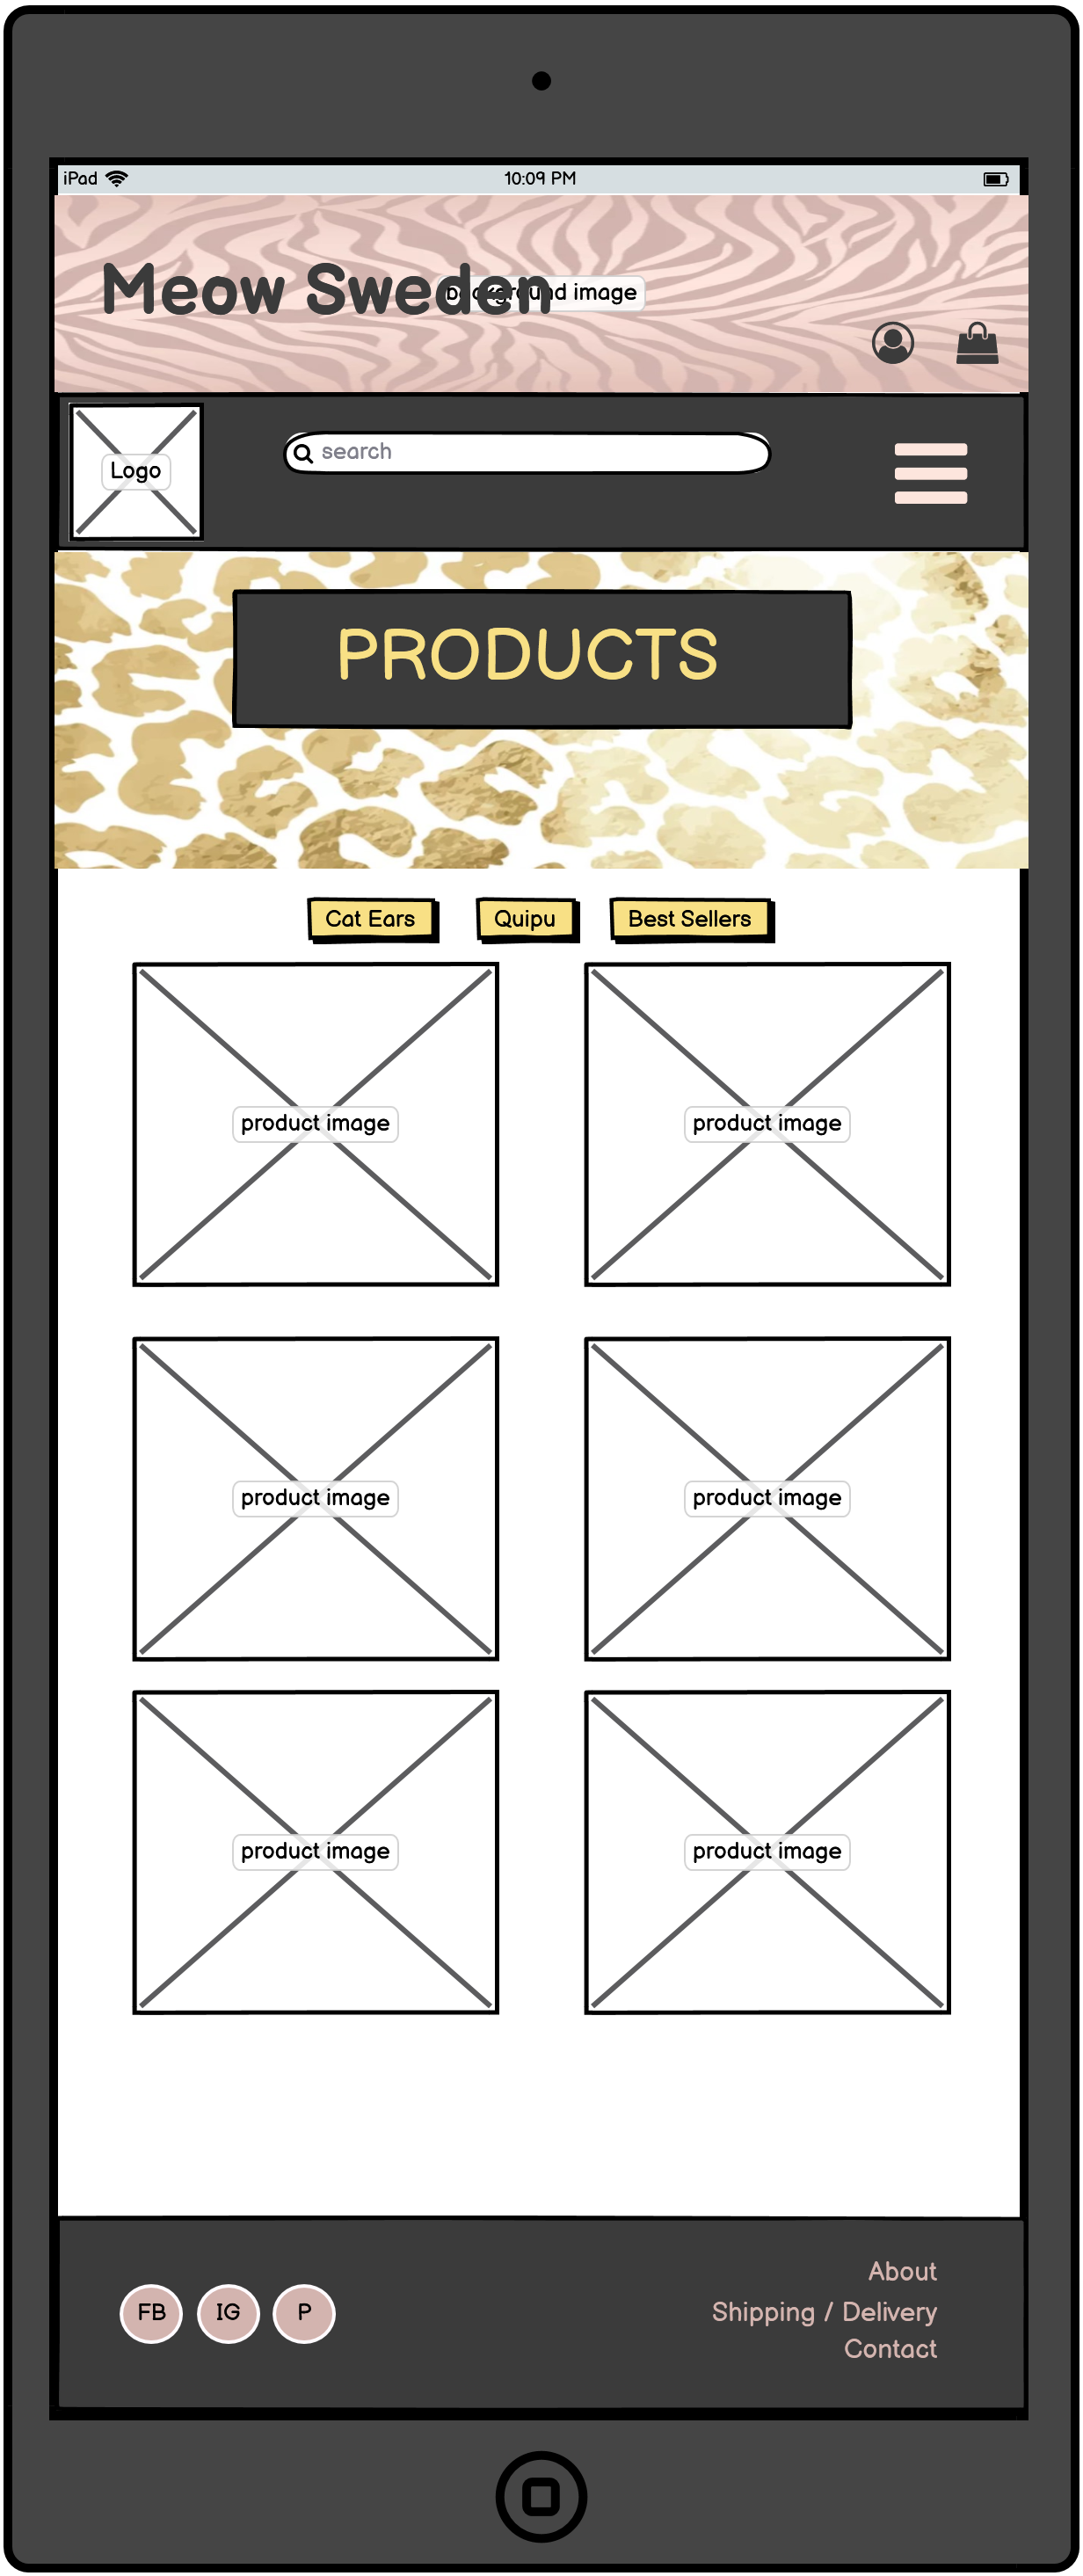 iPad 10:09 PM
Meow Sweden
background image
Logo
search
PRODUCTS
Cat Ears Quipu Best Sellers
product image product image
product image product image
product image product image
About
FB IG P Shipping / Delivery
Contact